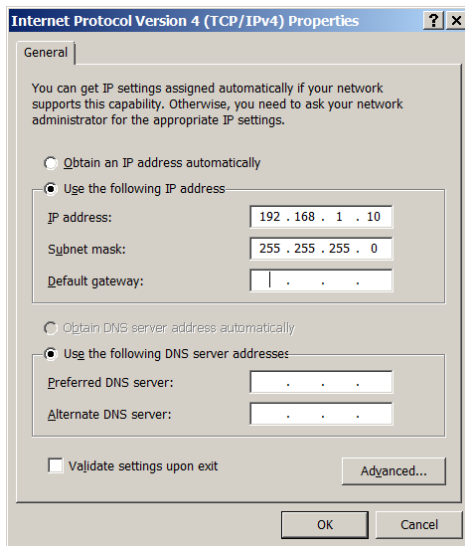 Internet Protocol Version 4 (TCP/IPv4) Properties ? ×
General
You can get IP settings assigned automatically if your network
supports this capability. Otherwise, you need to ask your network
administrator for the appropriate IP settings.
Obtain an IP address automatically
Use the following IP address
IP address: 192 . 168 . 1 . 10
Subnet mask: 255 . 255 . 255 . 0
Default gateway: . . .
Obtain DNS server address automatically
Use the following DNS server addresses
Preferred DNS server: . . .
Alternate DNS server: . . .
Validate settings upon exit
Advanced...
OK Cancel